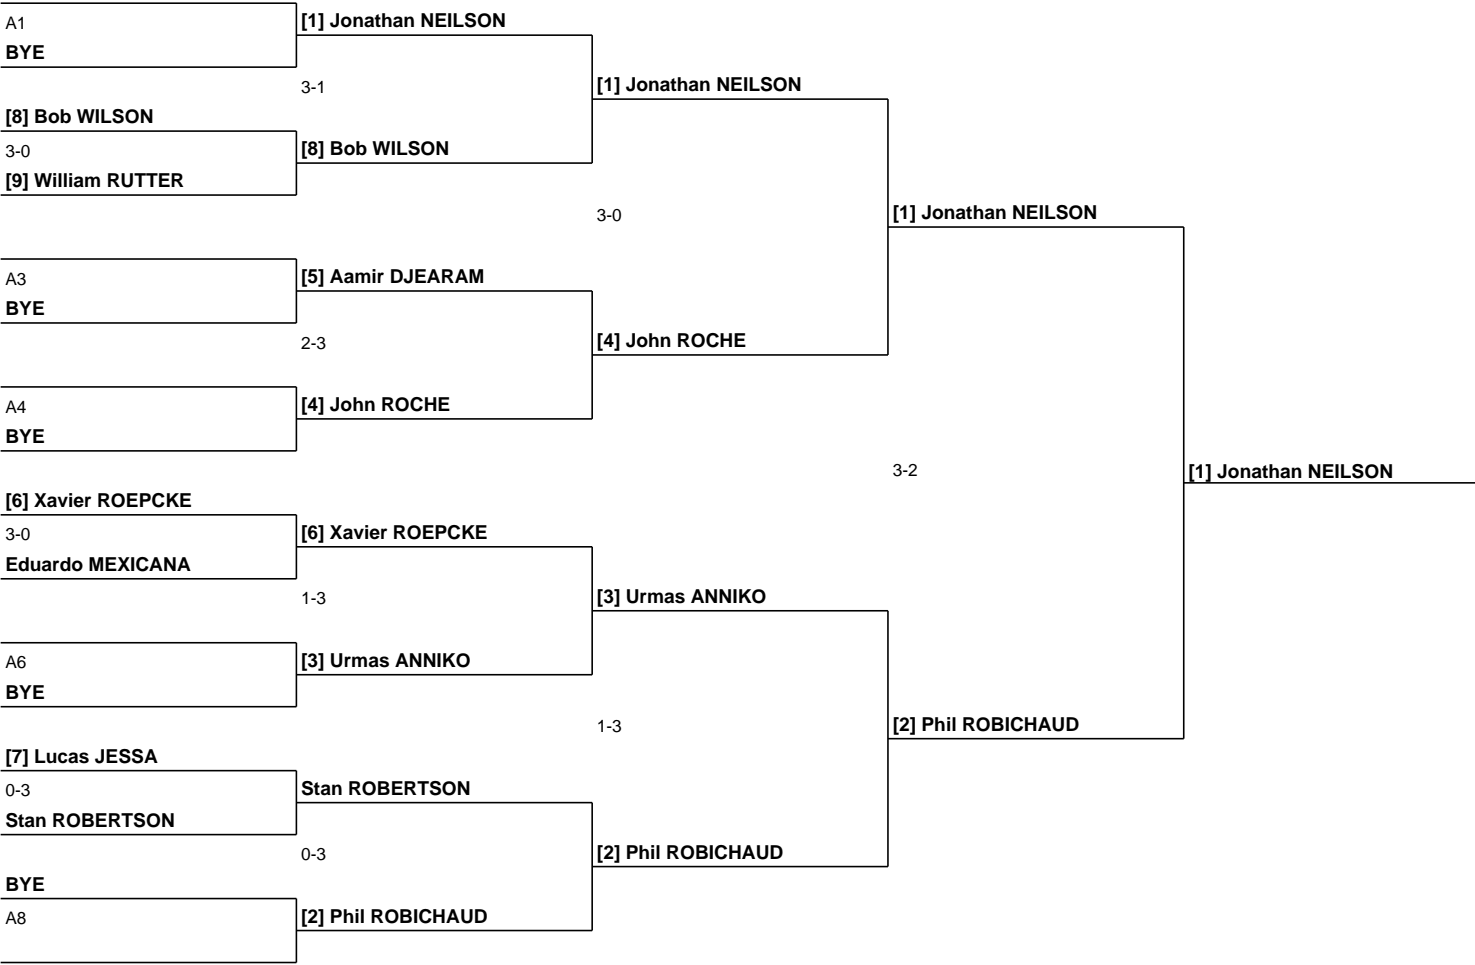 A1
BYE
[8] Bob WILSON
3-0
[9] William RUTTER
A3
BYE
A4
BYE
[6] Xavier ROEPCKE
3-0
Eduardo MEXICANA
A6
BYE
[7] Lucas JESSA
0-3
Stan ROBERTSON
BYE
A8
[1] Jonathan NEILSON
3-1
[8] Bob WILSON
[5] Aamir DJEARAM
2-3
[4] John ROCHE
[6] Xavier ROEPCKE
1-3
[3] Urmas ANNIKO
Stan ROBERTSON
0-3
[2] Phil ROBICHAUD
[1] Jonathan NEILSON
3-0
[4] John ROCHE
[3] Urmas ANNIKO
1-3
[2] Phil ROBICHAUD
[1] Jonathan NEILSON
3-2
[2] Phil ROBICHAUD
[1] Jonathan NEILSON